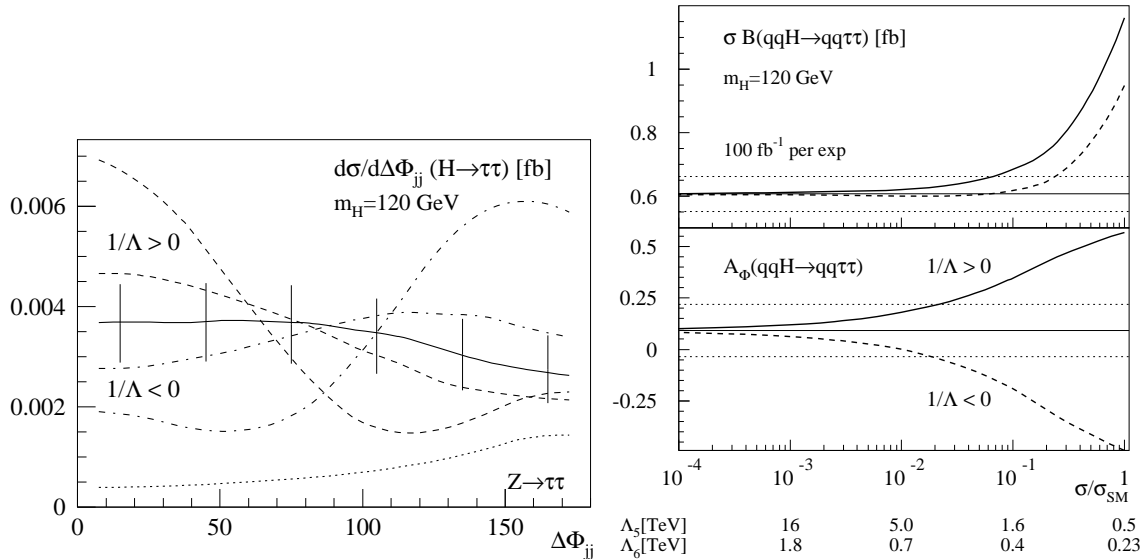 dσ/dΔΦjj (H→ττ) [fb]
mH=120 GeV
1/Λ > 0
1/Λ < 0
Z→ττ
0.006
0.004
0.002
0
0 50 100 150
ΔΦjj
σ B(qqH→qqττ) [fb]
mH=120 GeV
100 fb-1 per exp
1
0.8
0.6
AΦ(qqH→qqττ)
1/Λ > 0
1/Λ < 0
0.5
0.25
0
-0.25
10-4 10-3 10-2 10-1 1
σ/σSM
Λ5[TeV] 16 5.0 1.6 0.5
Λ6[TeV] 1.8 0.7 0.4 0.23